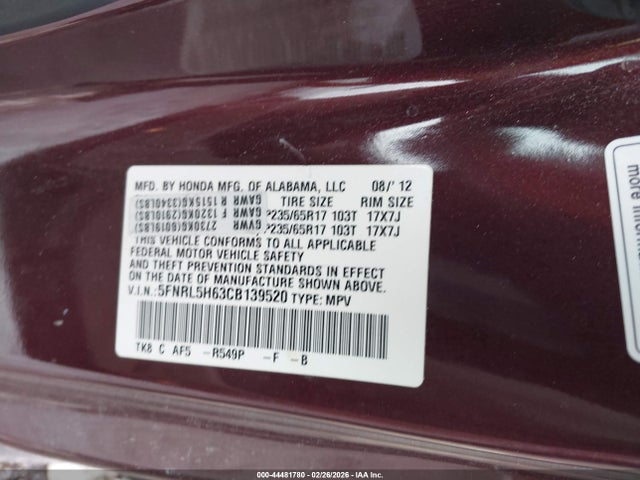 MFD. BY HONDA MFG. OF ALABAMA, LLC 08/' 12
GAWR R 1515KG(3340LBS)
GAWR F 1320KG(2910LBS)
2730KG(6019LBS)
TIRE SIZE RIM SIZE
P235/65R17 103T 17X7J
P235/65R17 103T 17X7J
THIS VEHICLE CONFORMS TO ALL APPLICABLE
FEDERAL MOTOR VEHICLE SAFETY, BUMPER,
AND THEFT PREVENTION STANDARDS IN EFFECT
ON THE DATE OF MANUFACTURE SHOWN ABOVE.
V.I.N.: 5FNRL5H63CB139520 TYPE: MPV
TK8 C AF5 -R549P -F -B
more
000-44481780 - 02/26/2026 - IAA Inc.